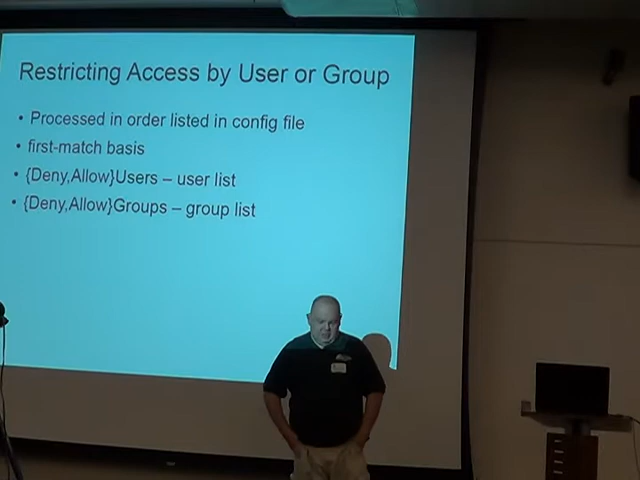 Restricting Access by User or Group
• Processed in order listed in config file
• first-match basis
• {Deny,Allow}Users – user list
• {Deny,Allow}Groups – group list